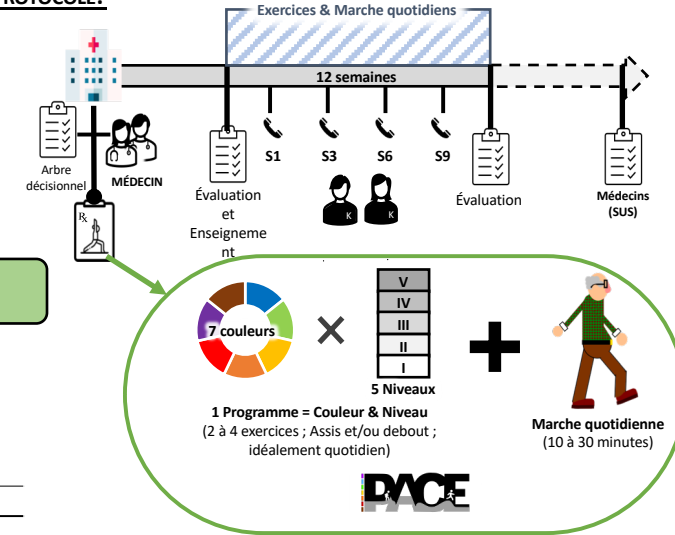 ROTOCOLE:
Exercices & Marche quotidiens
12 semaines
S1
S3
S6
S9
Arbre
décisionnel
MÉDECIN
Rx
Évaluation
et
Enseigneme
nt
K
K
Évaluation
Médecins
(SUS)
7 couleurs
V
IV
III
II
I
5 Niveaux
1 Programme = Couleur & Niveau
(2 à 4 exercices ; Assis et/ou debout ;
idéalement quotidien)
Marche quotidienne
(10 à 30 minutes)
PACE